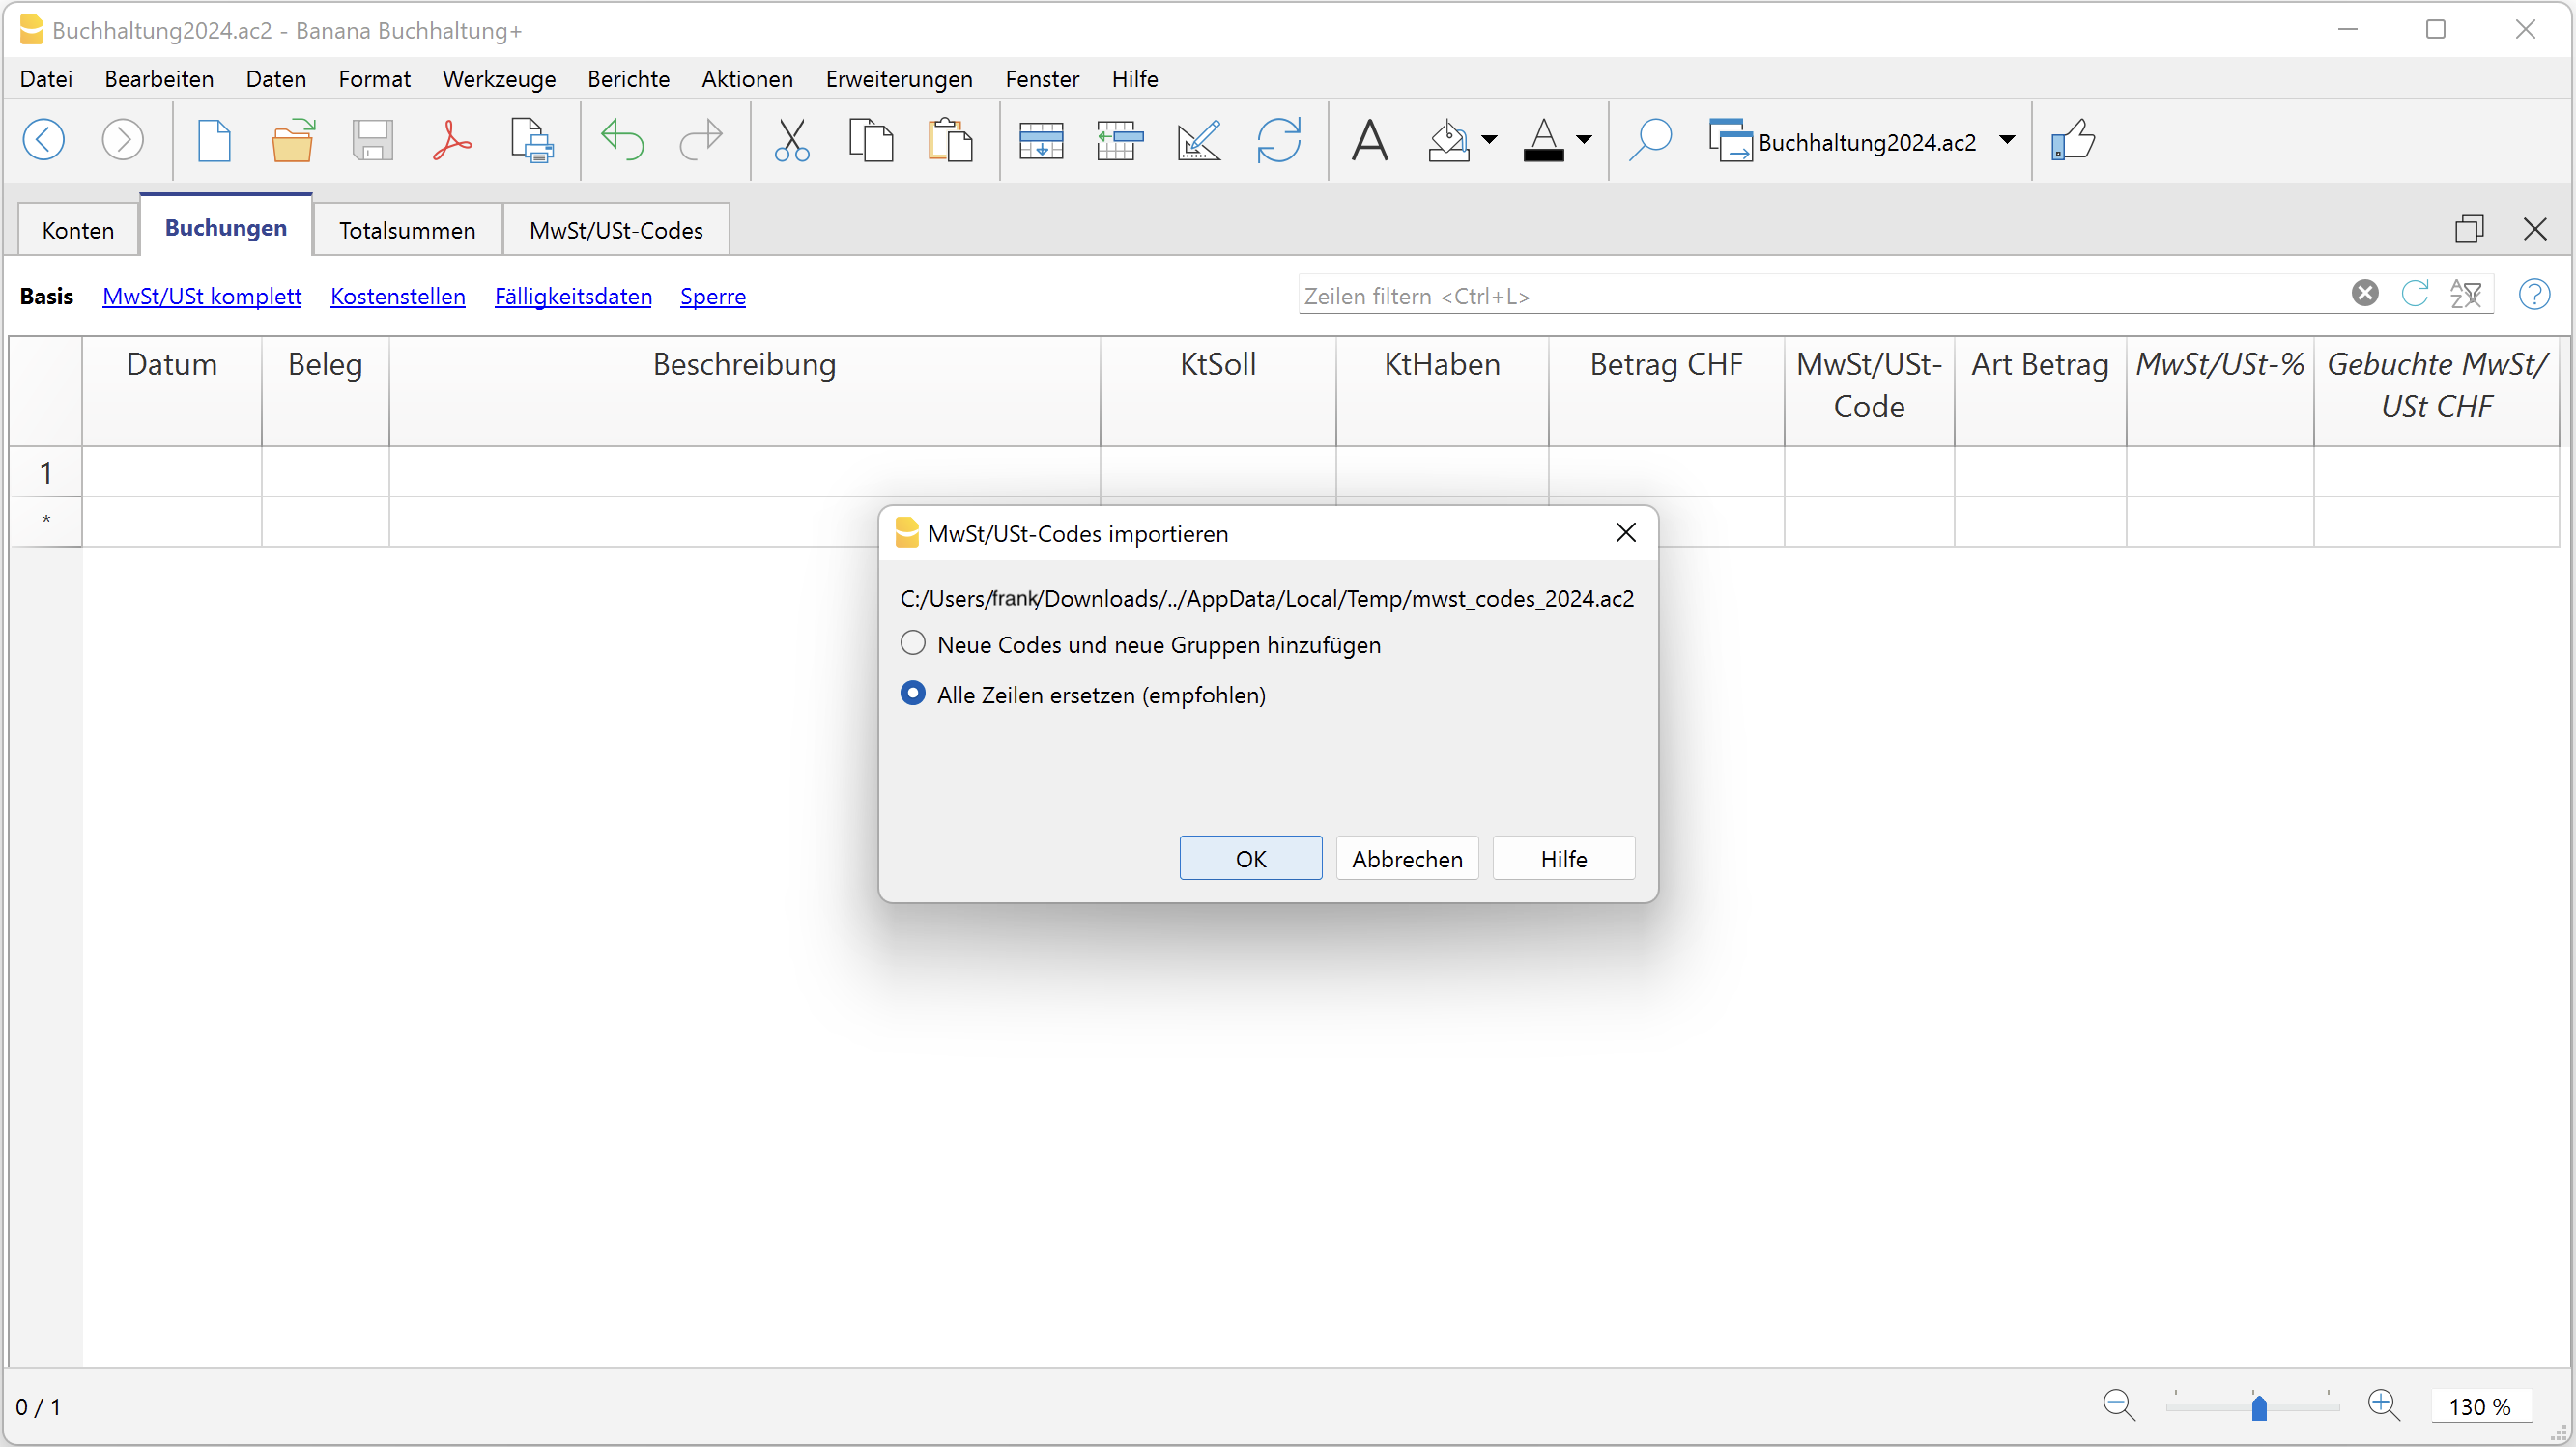 Buchhaltung2024.ac2 - Banana Buchhaltung+
Datei Bearbeiten Daten Format Werkzeuge Berichte Aktionen Erweiterungen Fenster Hilfe
Buchhaltung2024.ac2
Konten Buchungen Totalsummen MwSt/USt-Codes
Basis MwSt/USt komplett Kostenstellen Fälligkeitsdaten Sperre Zeilen filtern <Ctrl+L>
Datum Beleg Beschreibung KtSoll KtHaben Betrag CHF MwSt/USt- Art Betrag MwSt/USt-% Gebuchte MwSt/
Code USt CHF
1
*
MwSt/USt-Codes importieren
C:/Users/frank/Downloads/../AppData/Local/Temp/mwst_codes_2024.ac2
Neue Codes und neue Gruppen hinzufügen
Alle Zeilen ersetzen (empfohlen)
OK Abbrechen Hilfe
0 / 1 130 %